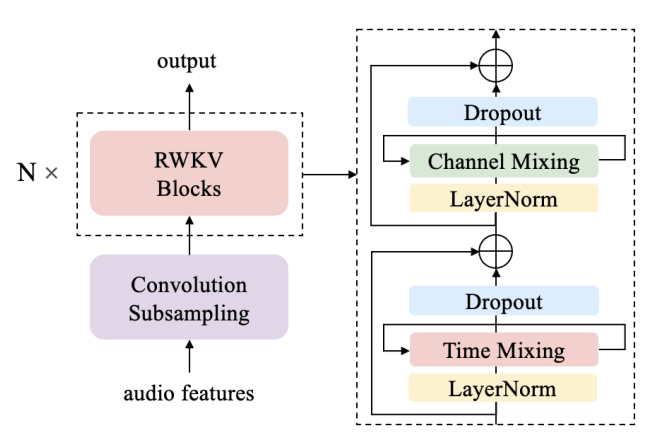 output
N ×
RWKV
Blocks
Convolution
Subsampling
audio features
Dropout
Channel Mixing
LayerNorm
Dropout
Time Mixing
LayerNorm